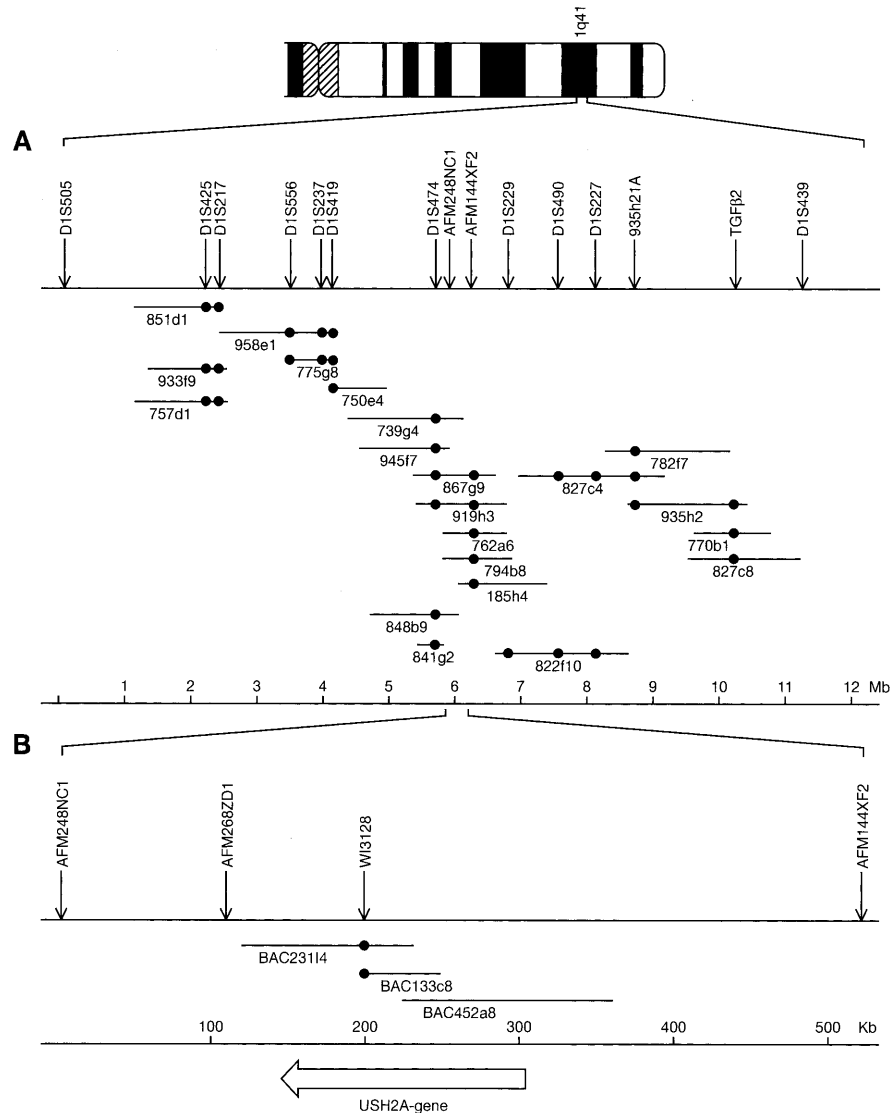 1q41
A
D1S505
D1S425
D1S217
D1S556
D1S237
D1S419
D1S474
AFM248NC1
AFM144XF2
D1S229
D1S490
D1S227
935h21A
TGFβ2
D1S439
851d1
958e1
775g8
933f9
750e4
757d1
739g4
945f7
782f7
867g9
827c4
919h3
935h2
762a6
770b1
794b8
827c8
185h4
848b9
841g2
822f10
1 2 3 4 5 6 7 8 9 10 11 12 Mb
B
AFM248NC1
AFM268ZD1
WI3128
AFM144XF2
BAC231I4
BAC133c8
BAC452a8
100 200 300 400 500 Kb
USH2A-gene